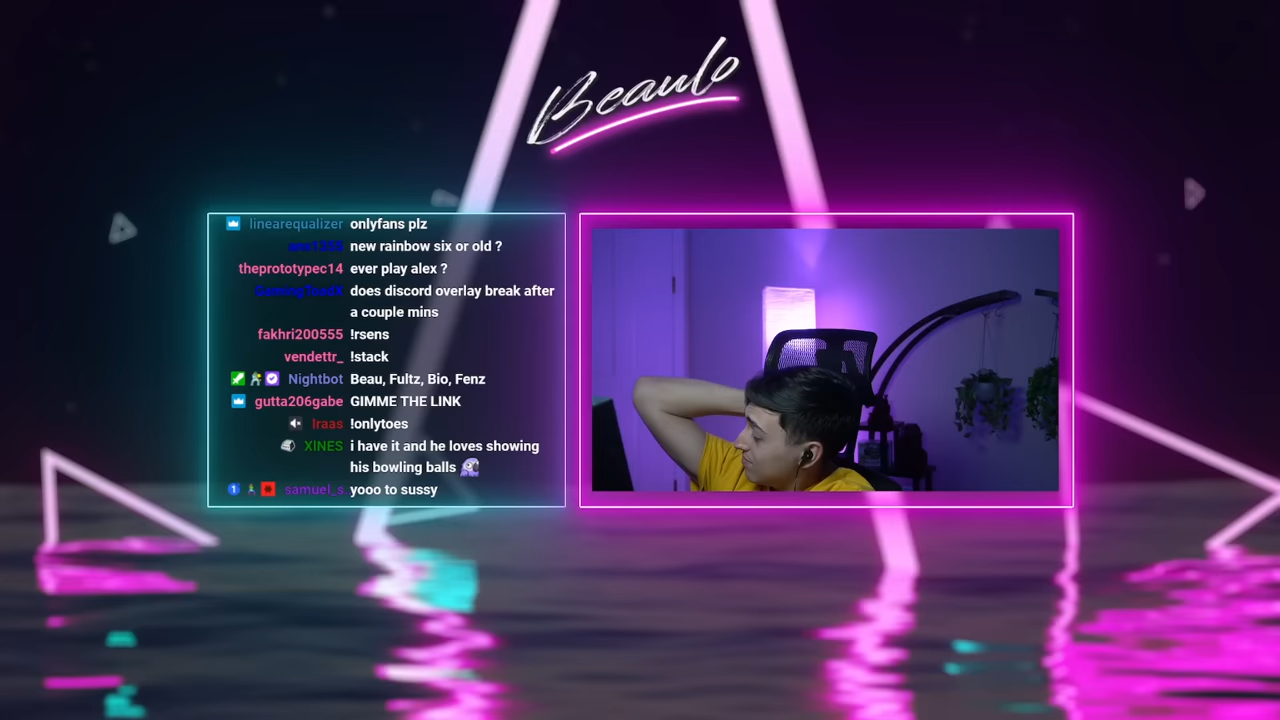 Beaulo
linearequalizer onlyfans plz
new rainbow six or old ?
theprototypec14 ever play alex ?
GamingToadX does discord overlay break after
a couple mins
fakhri200555 !rsens
vendettr_ !stack
Nightbot Beau, Fultz, Bio, Fenz
gutta206gabe GIMME THE LINK
!onlytoes
XINES i have it and he loves showing
his bowling balls
samuel_s yooo to sussy